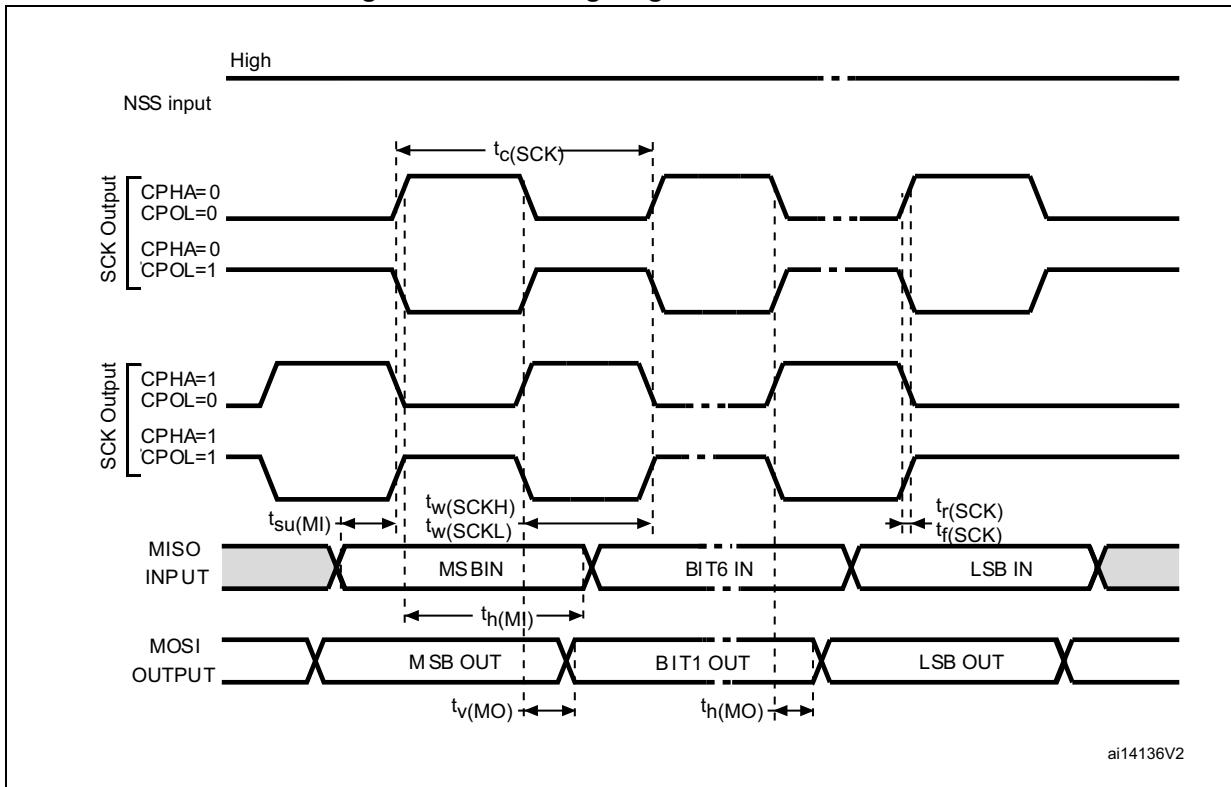 High
NSS input
tc(SCK)
SCK Output
CPHA=0
CPOL=0
CPHA=0
CPOL=1
SCK Output
CPHA=1
CPOL=0
CPHA=1
CPOL=1
tsu(MI)
tw(SCKH)
tw(SCKL)
tr(SCK)
tf(SCK)
MISO
INPUT
MSBIN
BIT6 IN
LSB IN
th(MI)
MOSI
OUTPUT
MSB OUT
BIT1 OUT
LSB OUT
tv(MO)
th(MO)
ai14136V2